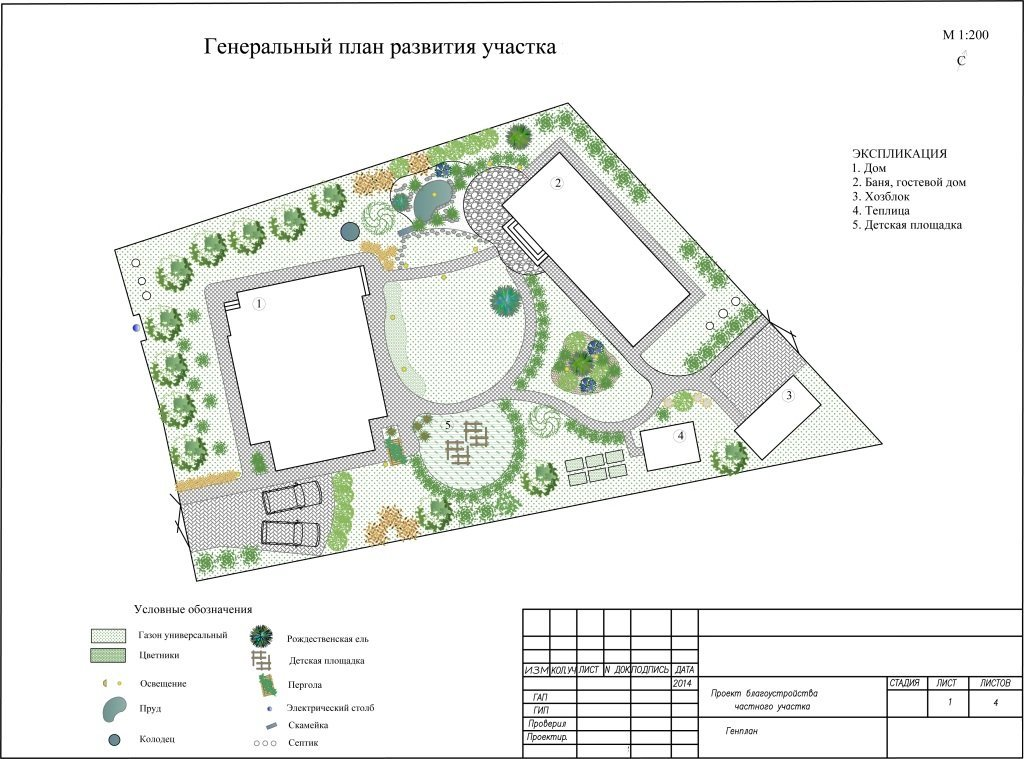 Генеральный план развития участка
М 1:200
С
ЭКСПЛИКАЦИЯ
1. Дом
2. Баня, гостевой дом
3. Хозблок
4. Теплица
5. Детская площадка
2
1
3
5
4
Условные обозначения
Газон универсальный
Цветники
Освещение
Пруд
Колодец
Рождественская ель
Детская площадка
Пергола
Электрический столб
Скамейка
Септик
ИЗМ КОЛ.УЧ ЛИСТ N ДОК ПОДПИСЬ ДАТА
2014
ГАП
ГИП
Проверил
Проектир.
Проект благоустройства
частного участка
Генплан
СТАДИЯ ЛИСТ ЛИСТОВ
1 4